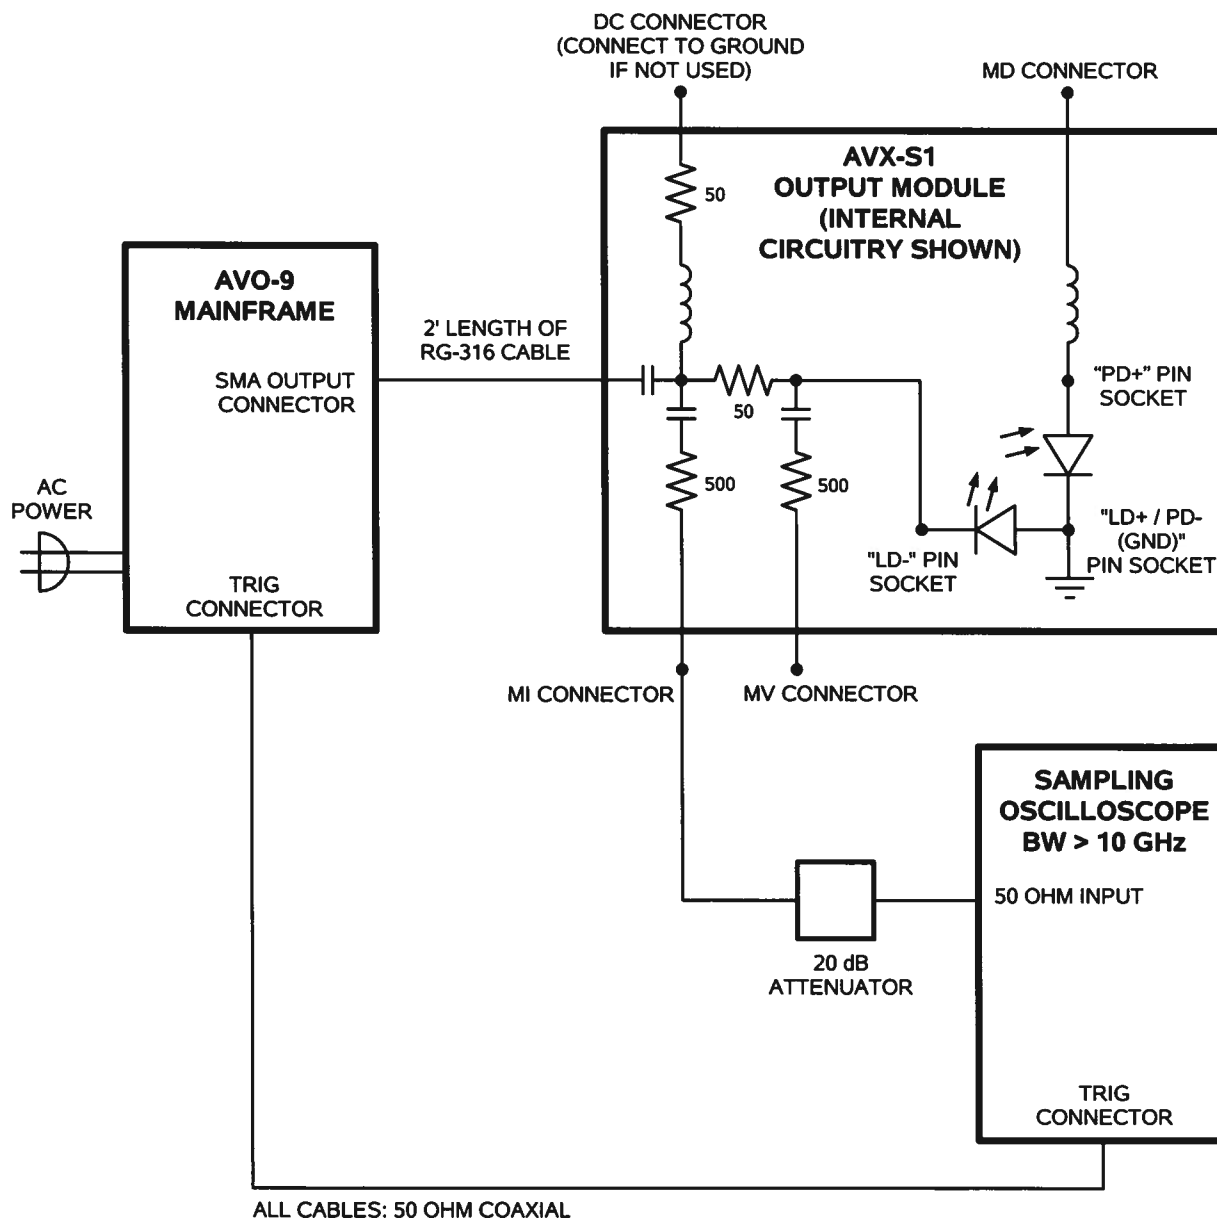 DC CONNECTOR
(CONNECT TO GROUND
IF NOT USED)
MD CONNECTOR
AVX-S1
OUTPUT MODULE
(INTERNAL
CIRCUITRY SHOWN)
50
AVO-9
MAINFRAME
2' LENGTH OF
RG-316 CABLE
SMA OUTPUT
CONNECTOR
"PD+" PIN
SOCKET
50
500
500
AC
POWER
"LD+ / PD-
(GND)"
PIN SOCKET
"LD-" PIN
SOCKET
TRIG
CONNECTOR
MI CONNECTOR
MV CONNECTOR
SAMPLING
OSCILLOSCOPE
BW > 10 GHz
50 OHM INPUT
20 dB
ATTENUATOR
TRIG
CONNECTOR
ALL CABLES: 50 OHM COAXIAL